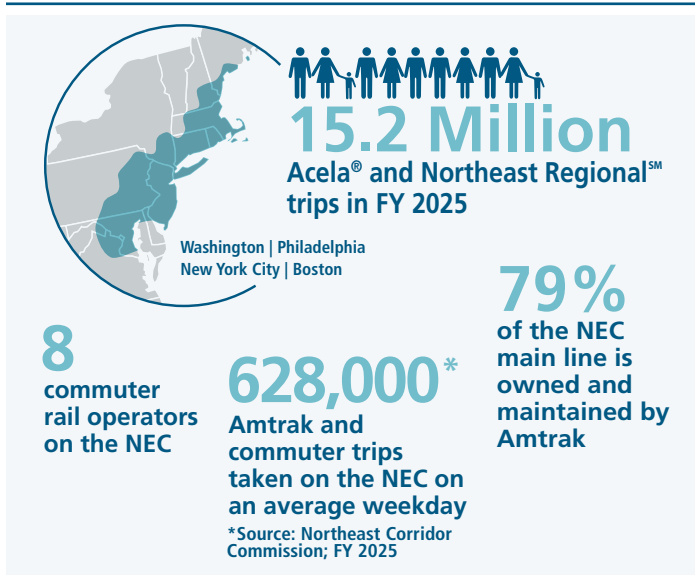 15.2 Million
Acela® and Northeast Regional℠
trips in FY 2025
Washington | Philadelphia
New York City | Boston
79%
of the NEC
main line is
owned and
maintained by
Amtrak
8
commuter
rail operators
on the NEC
628,000*
Amtrak and
commuter trips
taken on the NEC on
an average weekday
*Source: Northeast Corridor
Commission; FY 2025